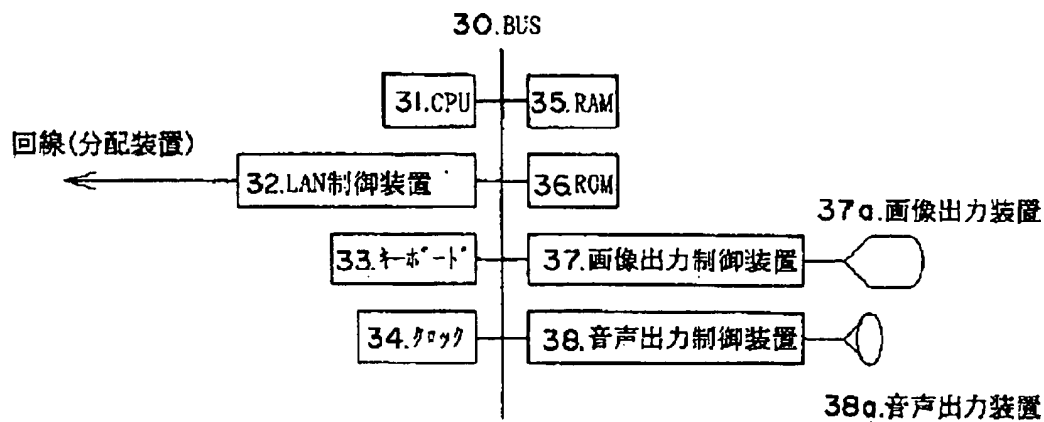 30.BUS
31.CPU
35.RAM
回線(分配装置)
32.LAN制御装置
36.ROM
37a.画像出力装置
33.ｷｰﾎﾞｰﾄﾞ
37.画像出力制御装置
34.ｸﾛｯｸ
38.音声出力制御装置
38a.音声出力装置